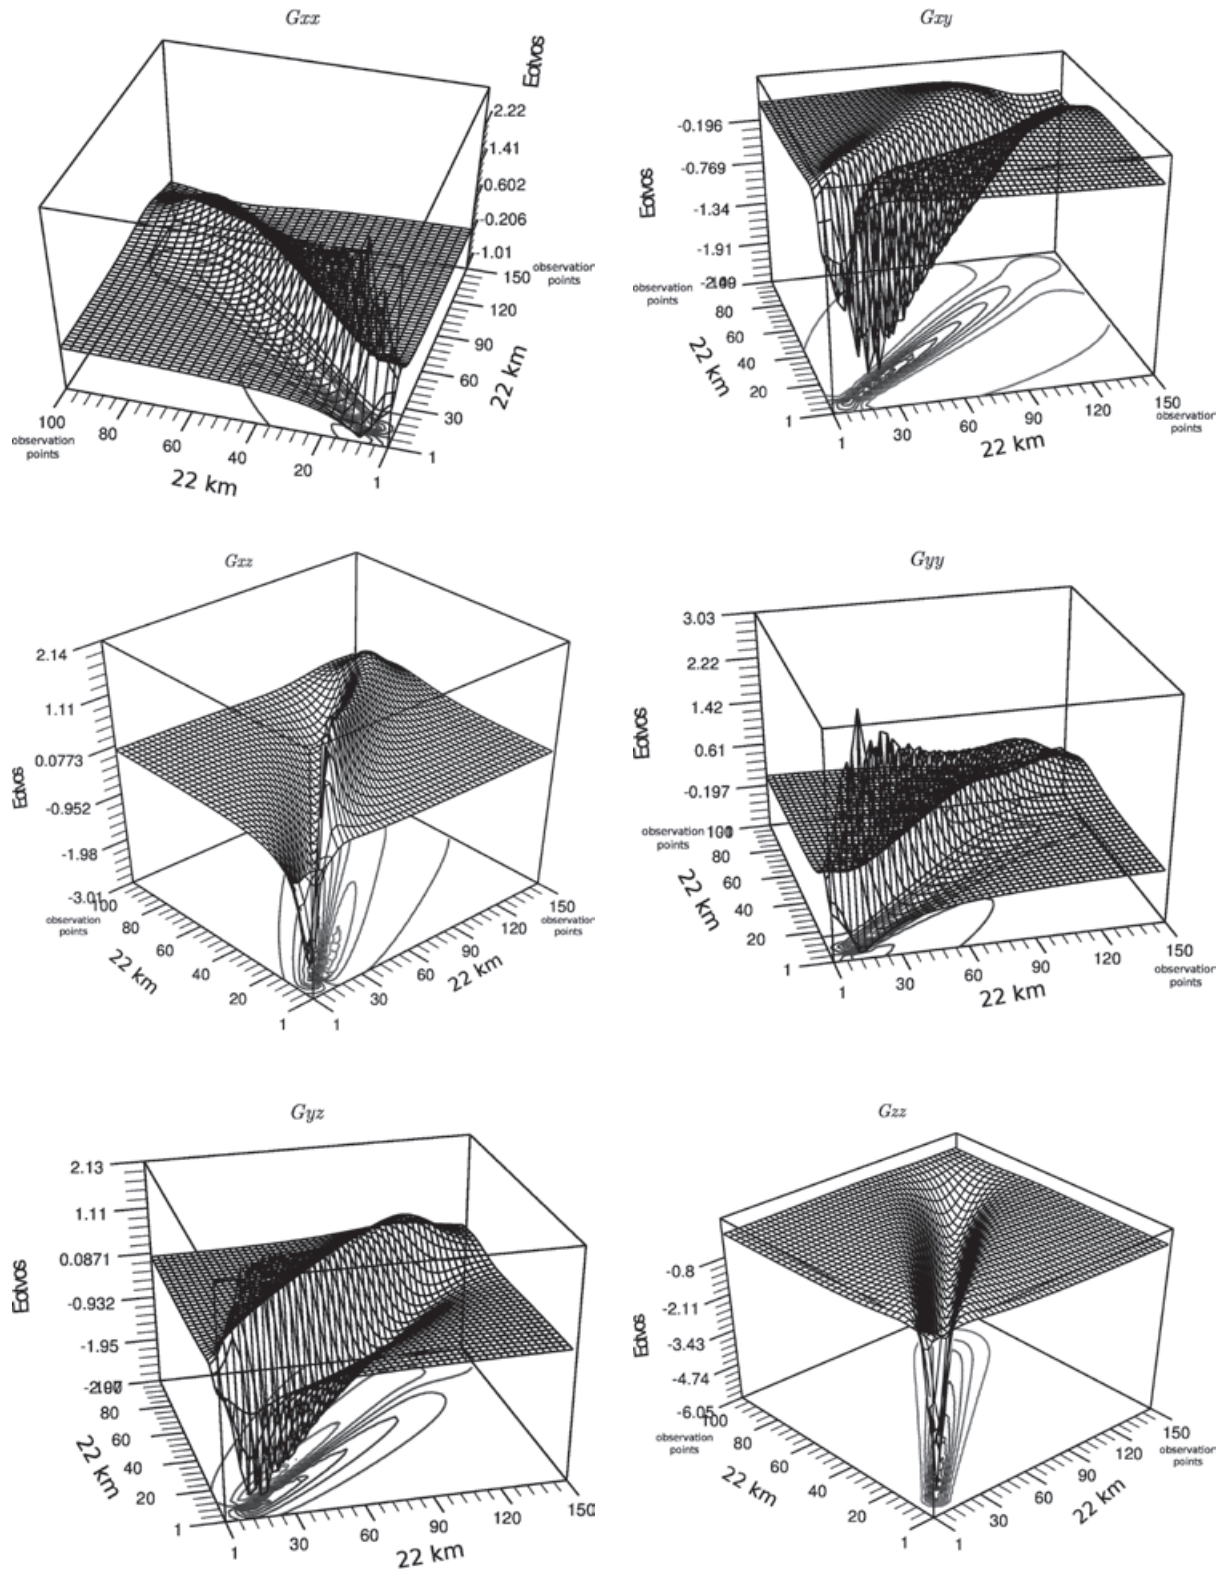 Gxx
Eotvos
2.22
1.41
0.602
-0.206
-1.01
150 observation points
120
90
60
30
1
22 km
100
observation points
80
60
40
20
1
22 km
Gxy
Eotvos
-0.196
-0.769
-1.34
-1.91
observation points
80
60
40
20
1
22 km
1
30
60
90
120
150
observation points
22 km
Gxz
2.14
1.11
0.0773
-0.952
-1.98
-3.01
Eotvos
100
observation points
80
60
40
20
1
22 km
1
30
60
90
120
150
observation points
22 km
Gyy
3.03
2.22
1.42
0.61
-0.197
Eotvos
observation points
80
60
40
20
1
22 km
1
30
60
90
120
150
observation points
22 km
Gyz
2.13
1.11
0.0871
-0.932
-1.95
Eotvos
80
60
40
20
1
22 km
1
30
60
90
120
150
22 km
Gzz
-0.8
-2.11
-3.43
-4.74
-6.05
Eotvos
100
observation points
80
60
40
20
1
22 km
1
30
60
90
120
150
observation points
22 km